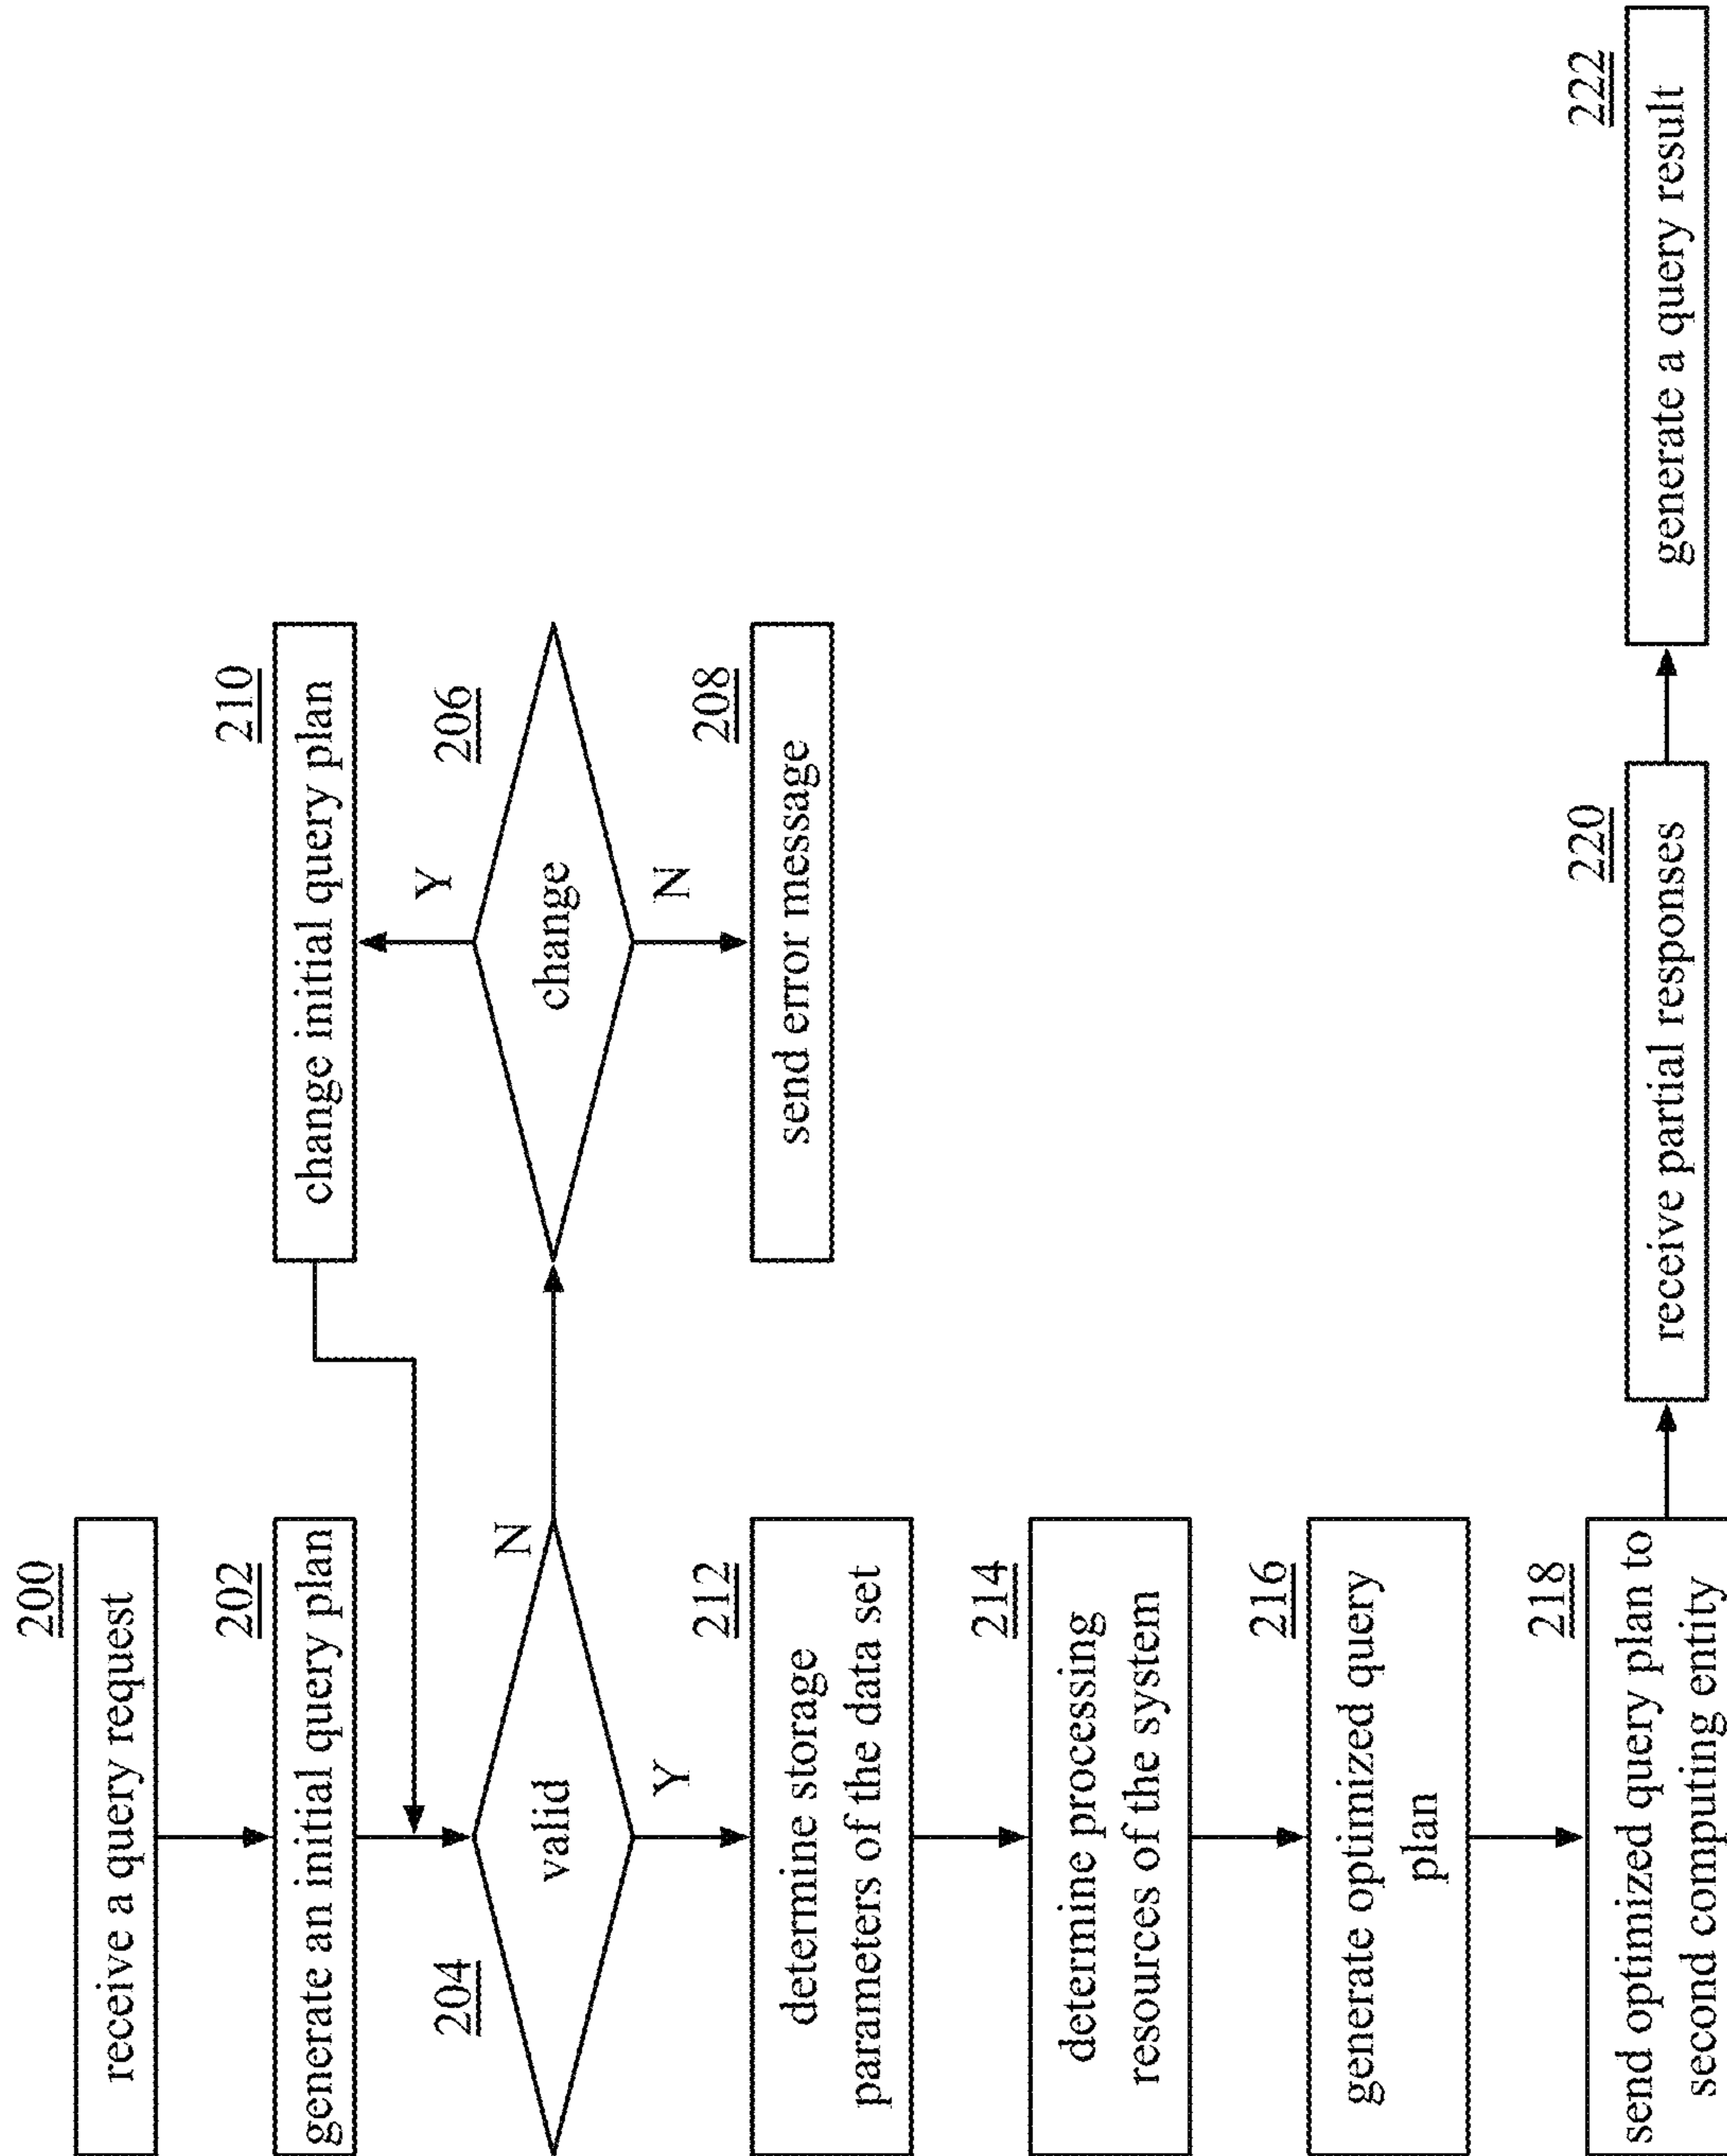 200
receive a query request
202
generate an initial query plan
204
valid
N
Y
210
change initial query plan
206
change
Y
N
208
send error message
212
determine storage
parameters of the data set
214
determine processing
resources of the system
216
generate optimized query
plan
218
send optimized query plan to
second computing entity
220
receive partial responses
222
generate a query result